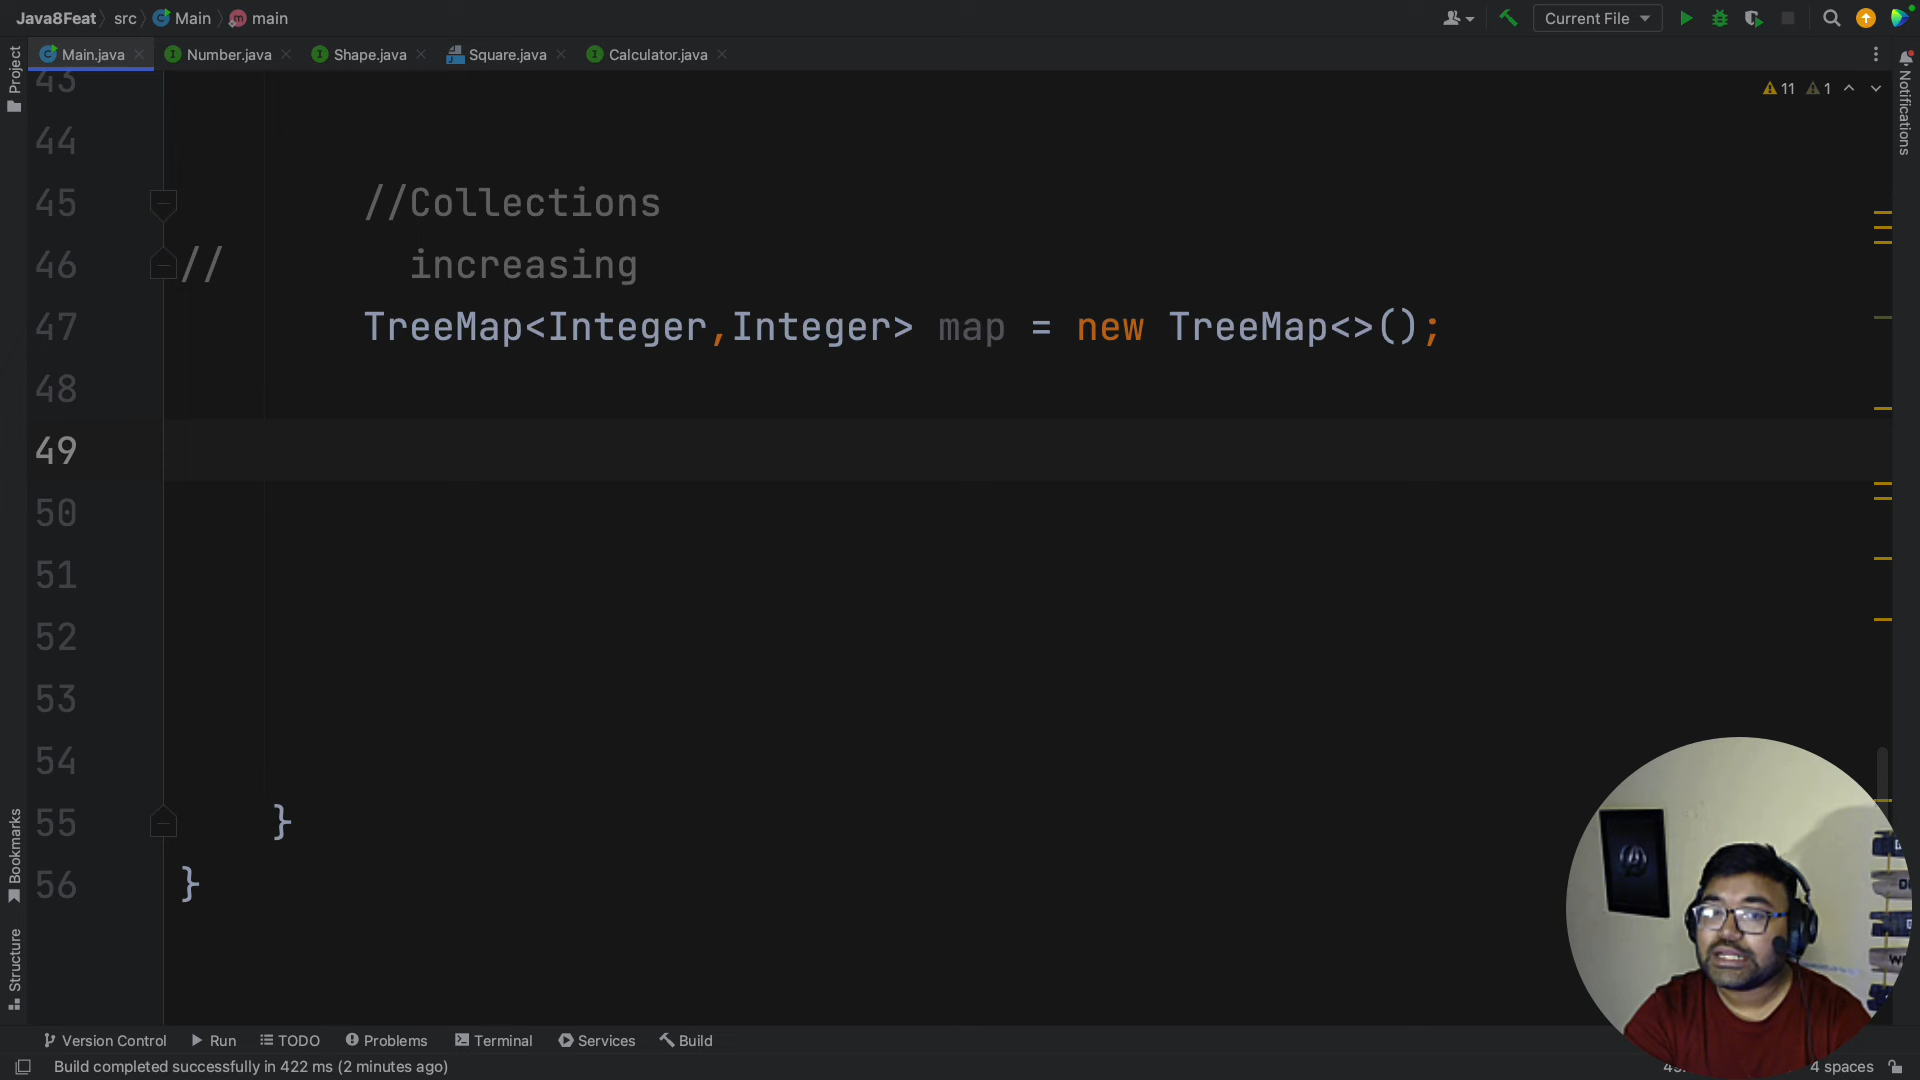 Java8Feat src Main main
Current File
Project
Main.java Number.java Shape.java Square.java Calculator.java
Notifications
11 1
43
44
45 //Collections
46 // increasing
47 TreeMap<Integer,Integer> map = new TreeMap<>();
48
49
50
51
52
53
54
55 }
56 }
Bookmarks
Structure
Version Control Run TODO Problems Terminal Services Build
Build completed successfully in 422 ms (2 minutes ago)
4 spaces